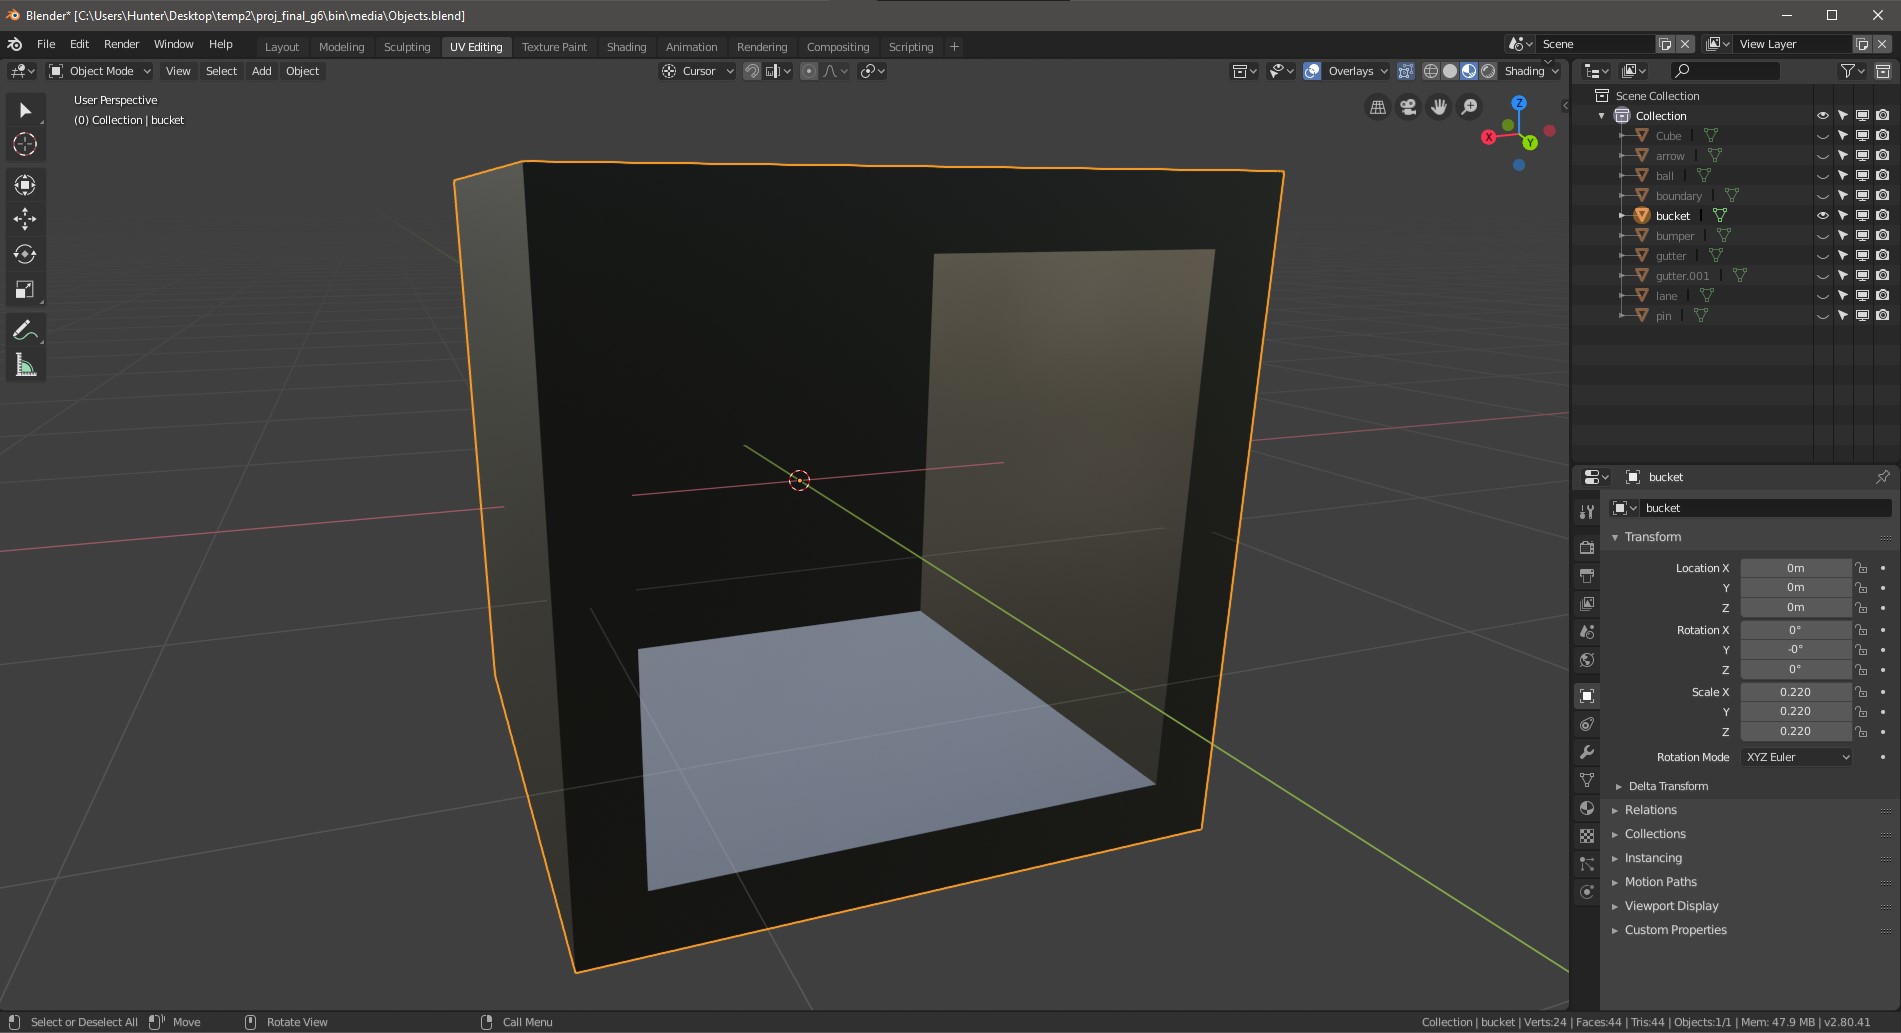 Blender* [C:\Users\Hunter\Desktop\temp2\proj_final_g6\bin\media\Objects.blend]
File Edit Render Window Help Layout Modeling Sculpting UV Editing Texture Paint Shading Animation Rendering Compositing Scripting + Scene View Layer
Object Mode View Select Add Object Cursor Overlays Shading
User Perspective
(0) Collection | bucket
Z
X
Y
Scene Collection
Collection
Cube
arrow
ball
boundary
bucket
bumper
gutter
gutter.001
lane
pin
bucket
bucket
Transform
Location X 0m
Y 0m
Z 0m
Rotation X 0°
Y -0°
Z 0°
Scale X 0.220
Y 0.220
Z 0.220
Rotation Mode XYZ Euler
Delta Transform
Relations
Collections
Instancing
Motion Paths
Viewport Display
Custom Properties
Select or Deselect All Move Rotate View Call Menu Collection | bucket | Verts:24 | Faces:44 | Tris:44 | Objects:1/1 | Mem: 47.9 MB | v2.80.41